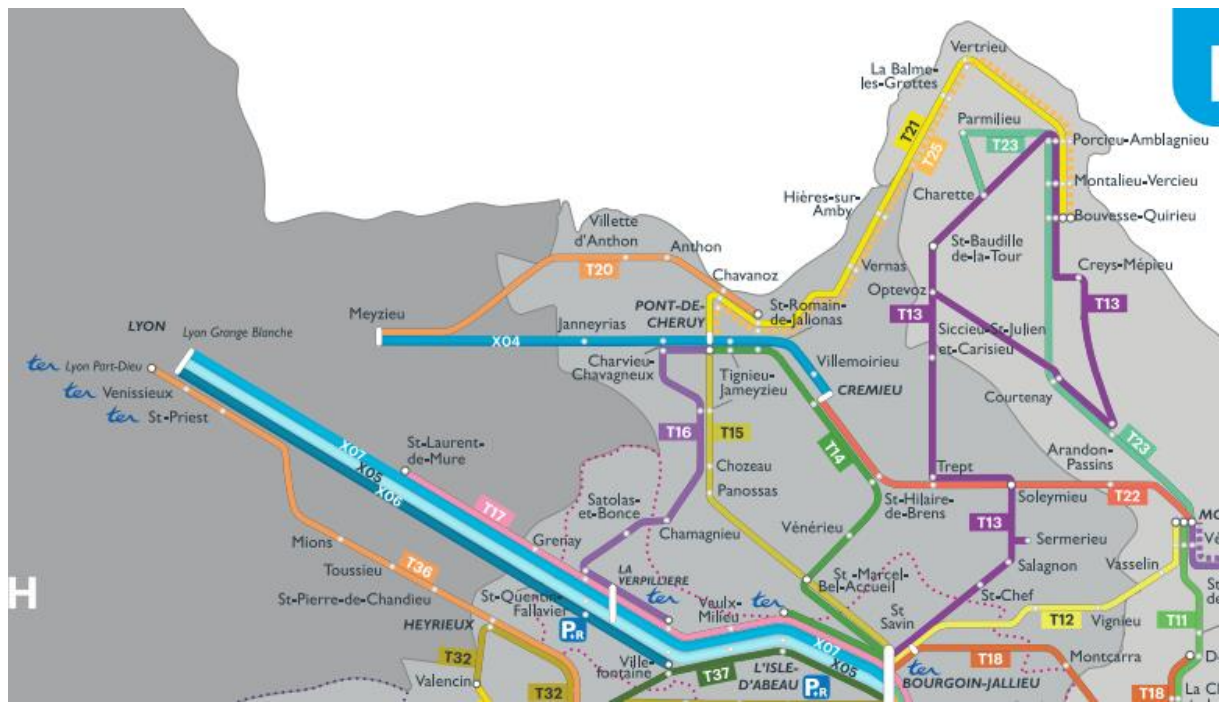 Vertrieu
La Balme-
les-Grottes
T21
T25
Parmilieu
T23
Porcieu-Amblagnieu
Montalieu-Vercieu
Charette
Hières-sur-
Amby
Bouvesse-Quirieu
Villette
d'Anthon
Anthon
St-Baudille
de-la-Tour
Creys-Mépieu
T20
Chavanoz
Vernas
Optevoz
T13
T13
Meyzieu
PONT-DE-
CHERUY
St-Romain-
de-Jalionas
LYON
Lyon Grange Blanche
Janneyrias
X04
Siccieu-St-Julien
et-Carisieu
ter Lyon Part-Dieu
Charvieu-
Chavagneux
Villemoirieu
ter Venissieux
Tignieu-
Jameyzieu
CREMIEU
Courtenay
ter St-Priest
T16
T15
T14
T23
St-Laurent-
de-Mure
X07
X05
X06
Arandon-
Passins
Chozeau
Trept
Panossas
T17
Satolas-
et-Bonce
St-Hilaire-
de-Brens
Soleymieu
T22
Chamagnieu
Vénérieu
T13
MO
Mions
Grenay
Sermerieu
Vé
H
T36
Toussieu
LA
VERPILLIERE
Salagnon
Vasselin
St-Pierre-de-Chandieu
St-Quentin-
Fallavier
ter
Vaulx-
Milieu
ter
St-Marcel-
Bel-Accueil
St-Chef
St
Savin
St
de
HEYRIEUX
P+R
T12
Vignieu
T11
X07
X05
T32
Ville-
fontaine
T37
L'ISLE-
D'ABEAU
P+R
ter
BOURGOIN-JALLIEU
T18
Montcarra
D
Valencin
T32
T18
La C